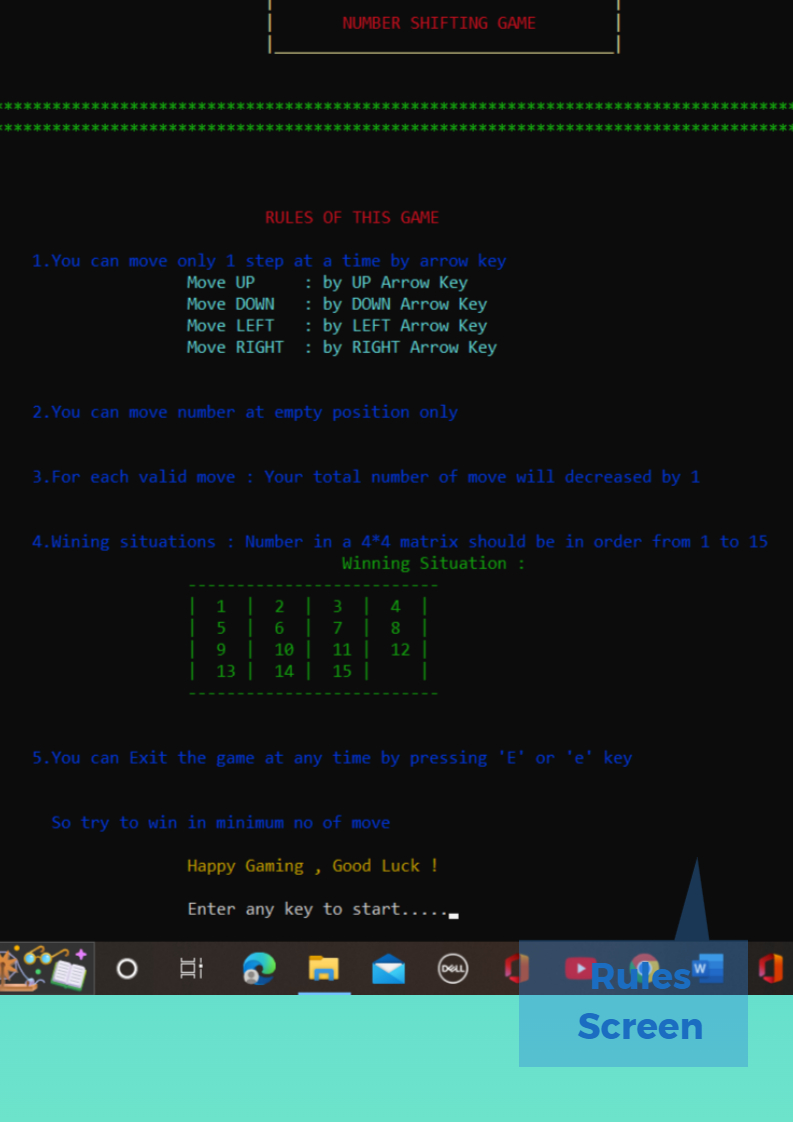 NUMBER SHIFTING GAME
********************************************************************************
********************************************************************************
RULES OF THIS GAME
1.You can move only 1 step at a time by arrow key
Move UP : by UP Arrow Key
Move DOWN : by DOWN Arrow Key
Move LEFT : by LEFT Arrow Key
Move RIGHT : by RIGHT Arrow Key
2.You can move number at empty position only
3.For each valid move : Your total number of move will decreased by 1
4.Wining situations : Number in a 4*4 matrix should be in order from 1 to 15
Winning Situation :
--------------------------
| 1 | 2 | 3 | 4 |
| 5 | 6 | 7 | 8 |
| 9 | 10 | 11 | 12 |
| 13 | 14 | 15 | |
--------------------------
5.You can Exit the game at any time by pressing 'E' or 'e' key
So try to win in minimum no of move
Happy Gaming , Good Luck !
Enter any key to start.....
DELL
W
Rules
Screen